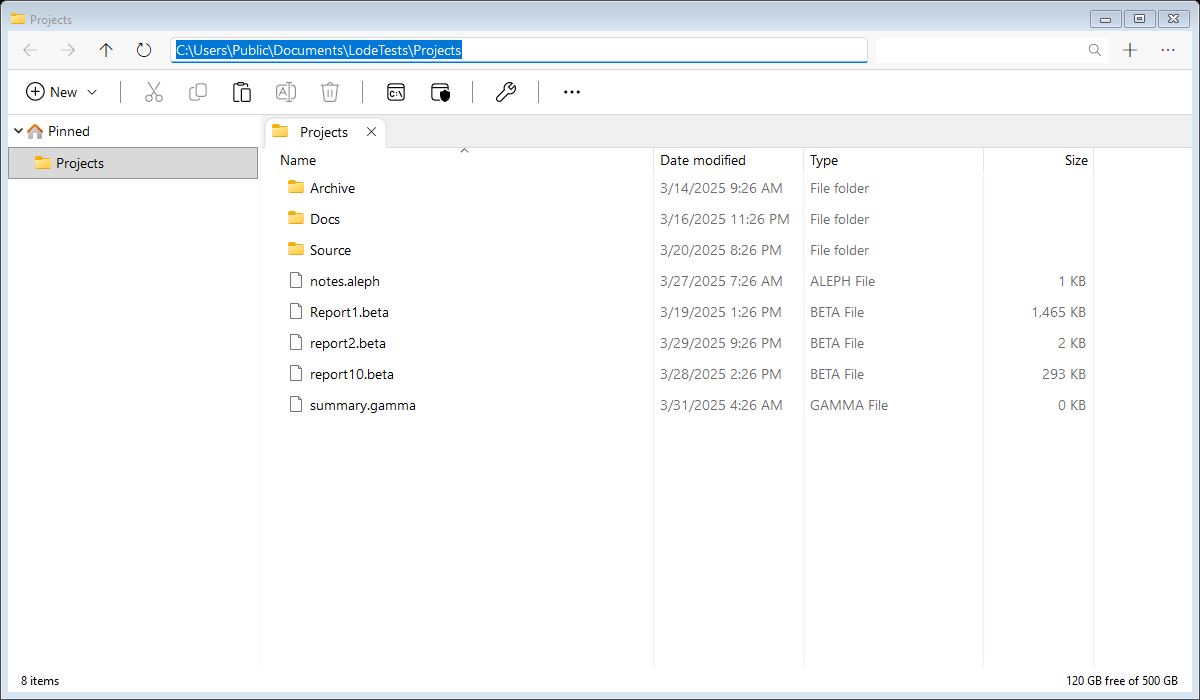 Projects
C:\Users\Public\Documents\LodeTests\Projects
New
C:\
A
Pinned
Projects
Projects
Name Date modified Type Size
Archive 3/14/2025 9:26 AM File folder
Docs 3/16/2025 11:26 PM File folder
Source 3/20/2025 8:26 PM File folder
notes.aleph 3/27/2025 7:26 AM ALEPH File 1 KB
Report1.beta 3/19/2025 1:26 PM BETA File 1,465 KB
report2.beta 3/29/2025 9:26 PM BETA File 2 KB
report10.beta 3/28/2025 2:26 PM BETA File 293 KB
summary.gamma 3/31/2025 4:26 AM GAMMA File 0 KB
8 items 120 GB free of 500 GB